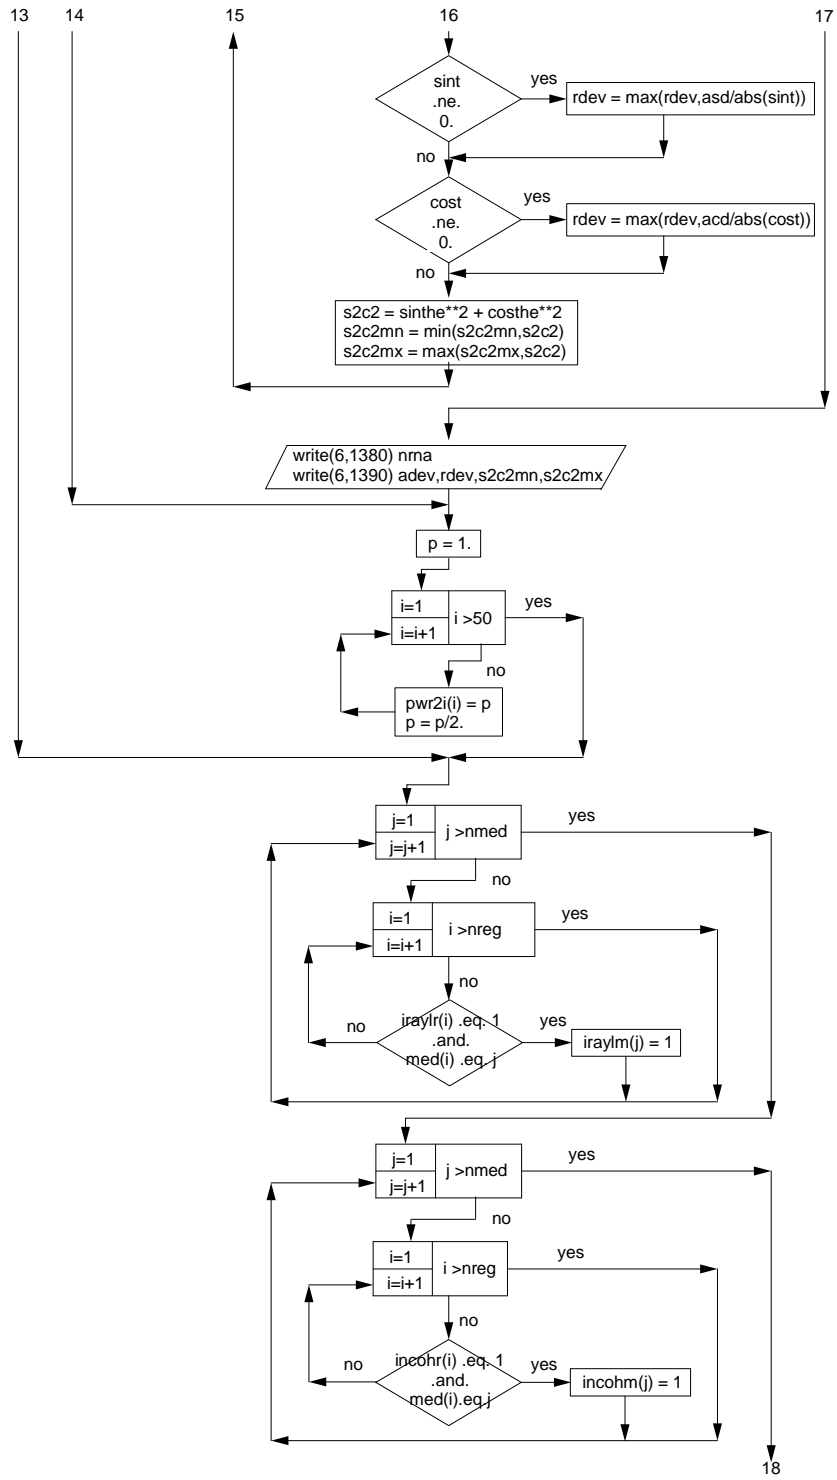 13
14
15
16
17
sint
.ne.
0.
yes
rdev = max(rdev,asd/abs(sint))
no
cost
.ne.
0.
yes
rdev = max(rdev,acd/abs(cost))
no
s2c2 = sinthe**2 + costhe**2
s2c2mn = min(s2c2mn,s2c2)
s2c2mx = max(s2c2mx,s2c2)
write(6,1380) nrna
write(6,1390) adev,rdev,s2c2mn,s2c2mx
p = 1.
i=1
i=i+1
i >50
yes
no
pwr2i(i) = p
p = p/2.
j=1
j=j+1
j >nmed
yes
no
i=1
i=i+1
i >nreg
yes
no
iraylr(i) .eq. 1
.and.
med(i) .eq. j
no
yes
iraylm(j) = 1
j=1
j=j+1
j >nmed
yes
no
i=1
i=i+1
i >nreg
yes
no
incohr(i) .eq. 1
.and.
med(i).eq.j
no
yes
incohm(j) = 1
18